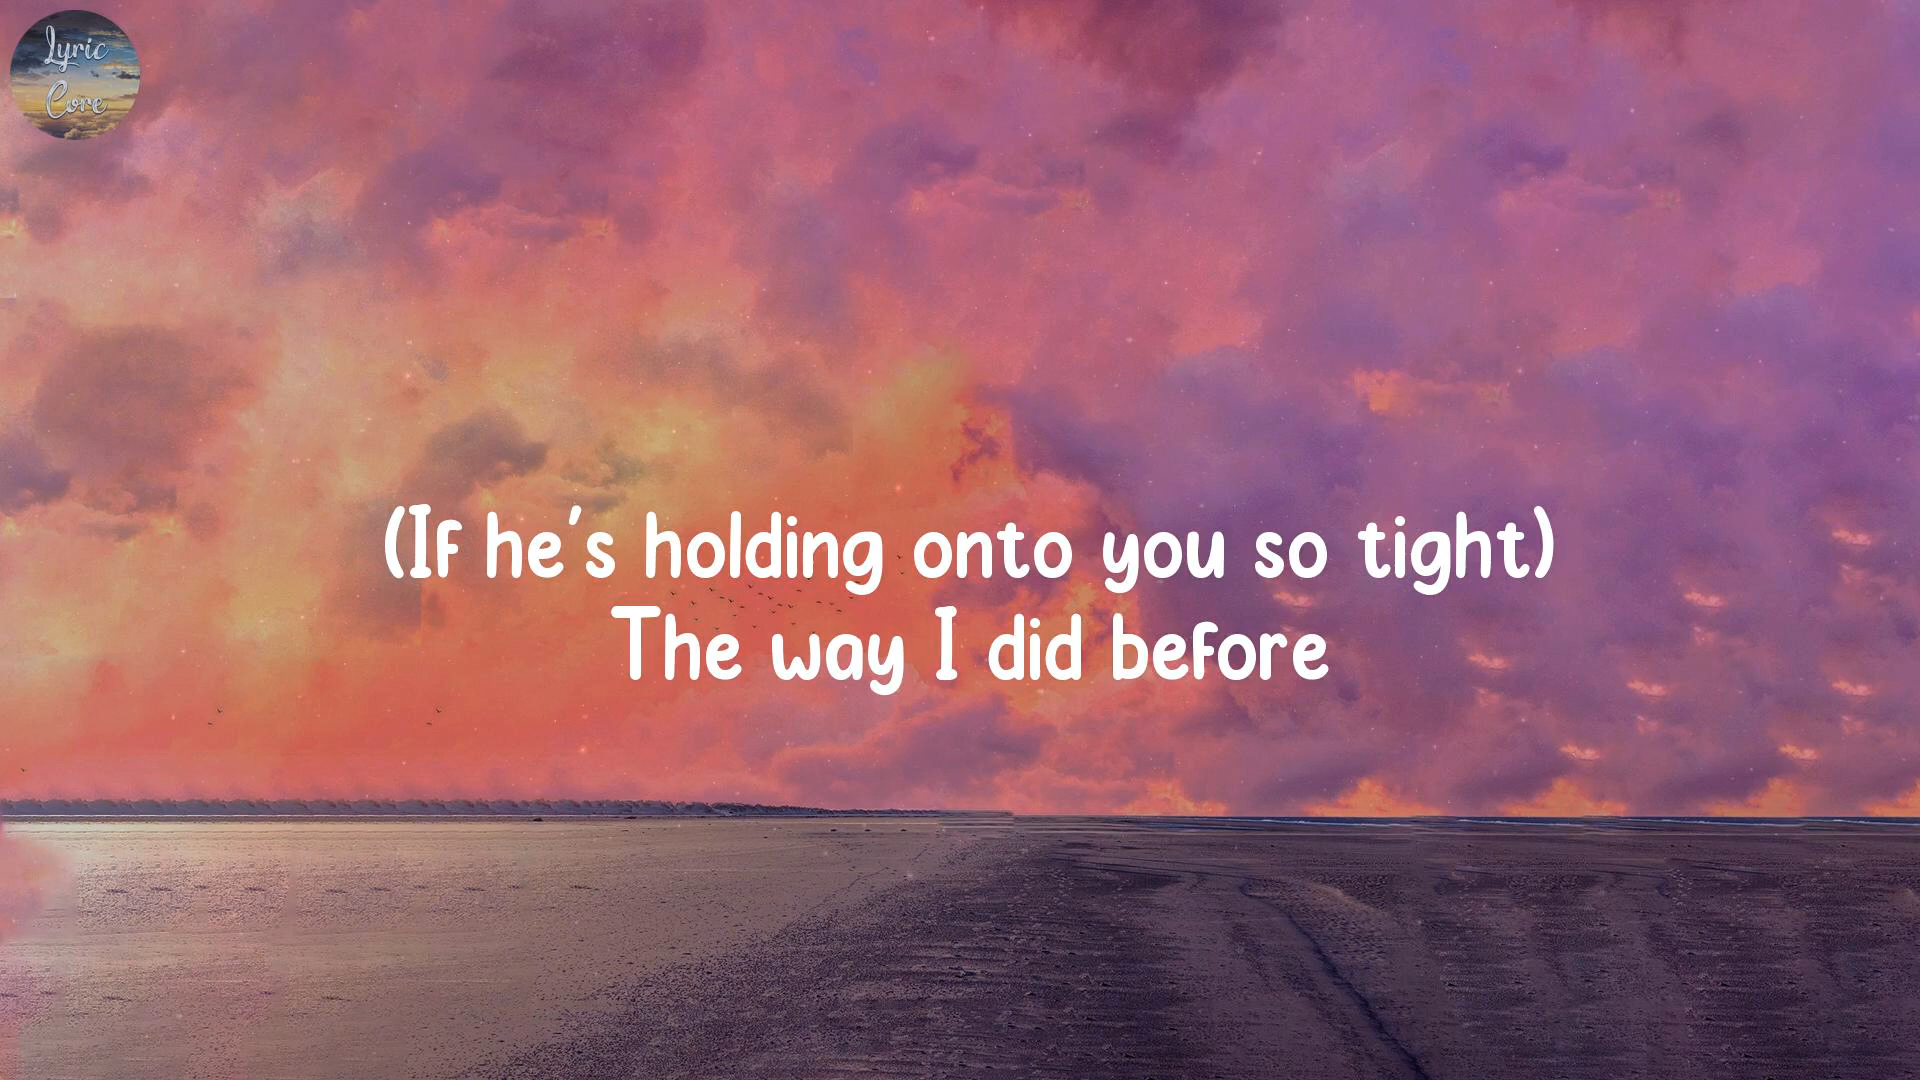 Lyric
Core
(If he's holding onto you so tight)
The way I did before